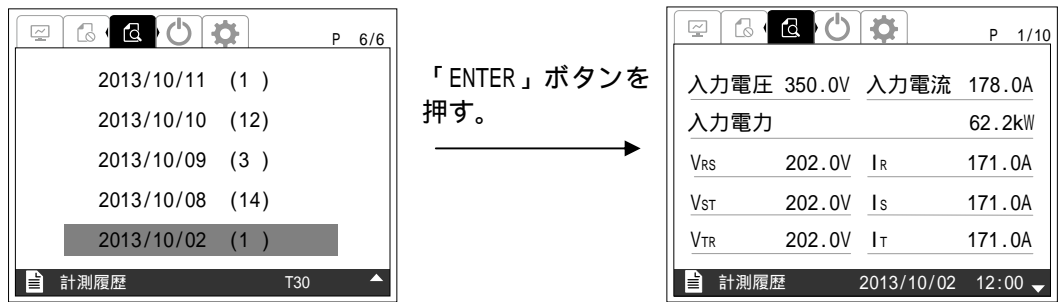 P 6/6
2013/10/11 (1 )
2013/10/10 (12)
2013/10/09 (3 )
2013/10/08 (14)
2013/10/02 (1 )
計測履歴 T30
「ENTER」ボタンを
押す。
P 1/10
入力電圧 350.0V 入力電流 178.0A
入力電力 62.2kW
VRS 202.0V IR 171.0A
VST 202.0V IS 171.0A
VTR 202.0V IT 171.0A
計測履歴 2013/10/02 12:00